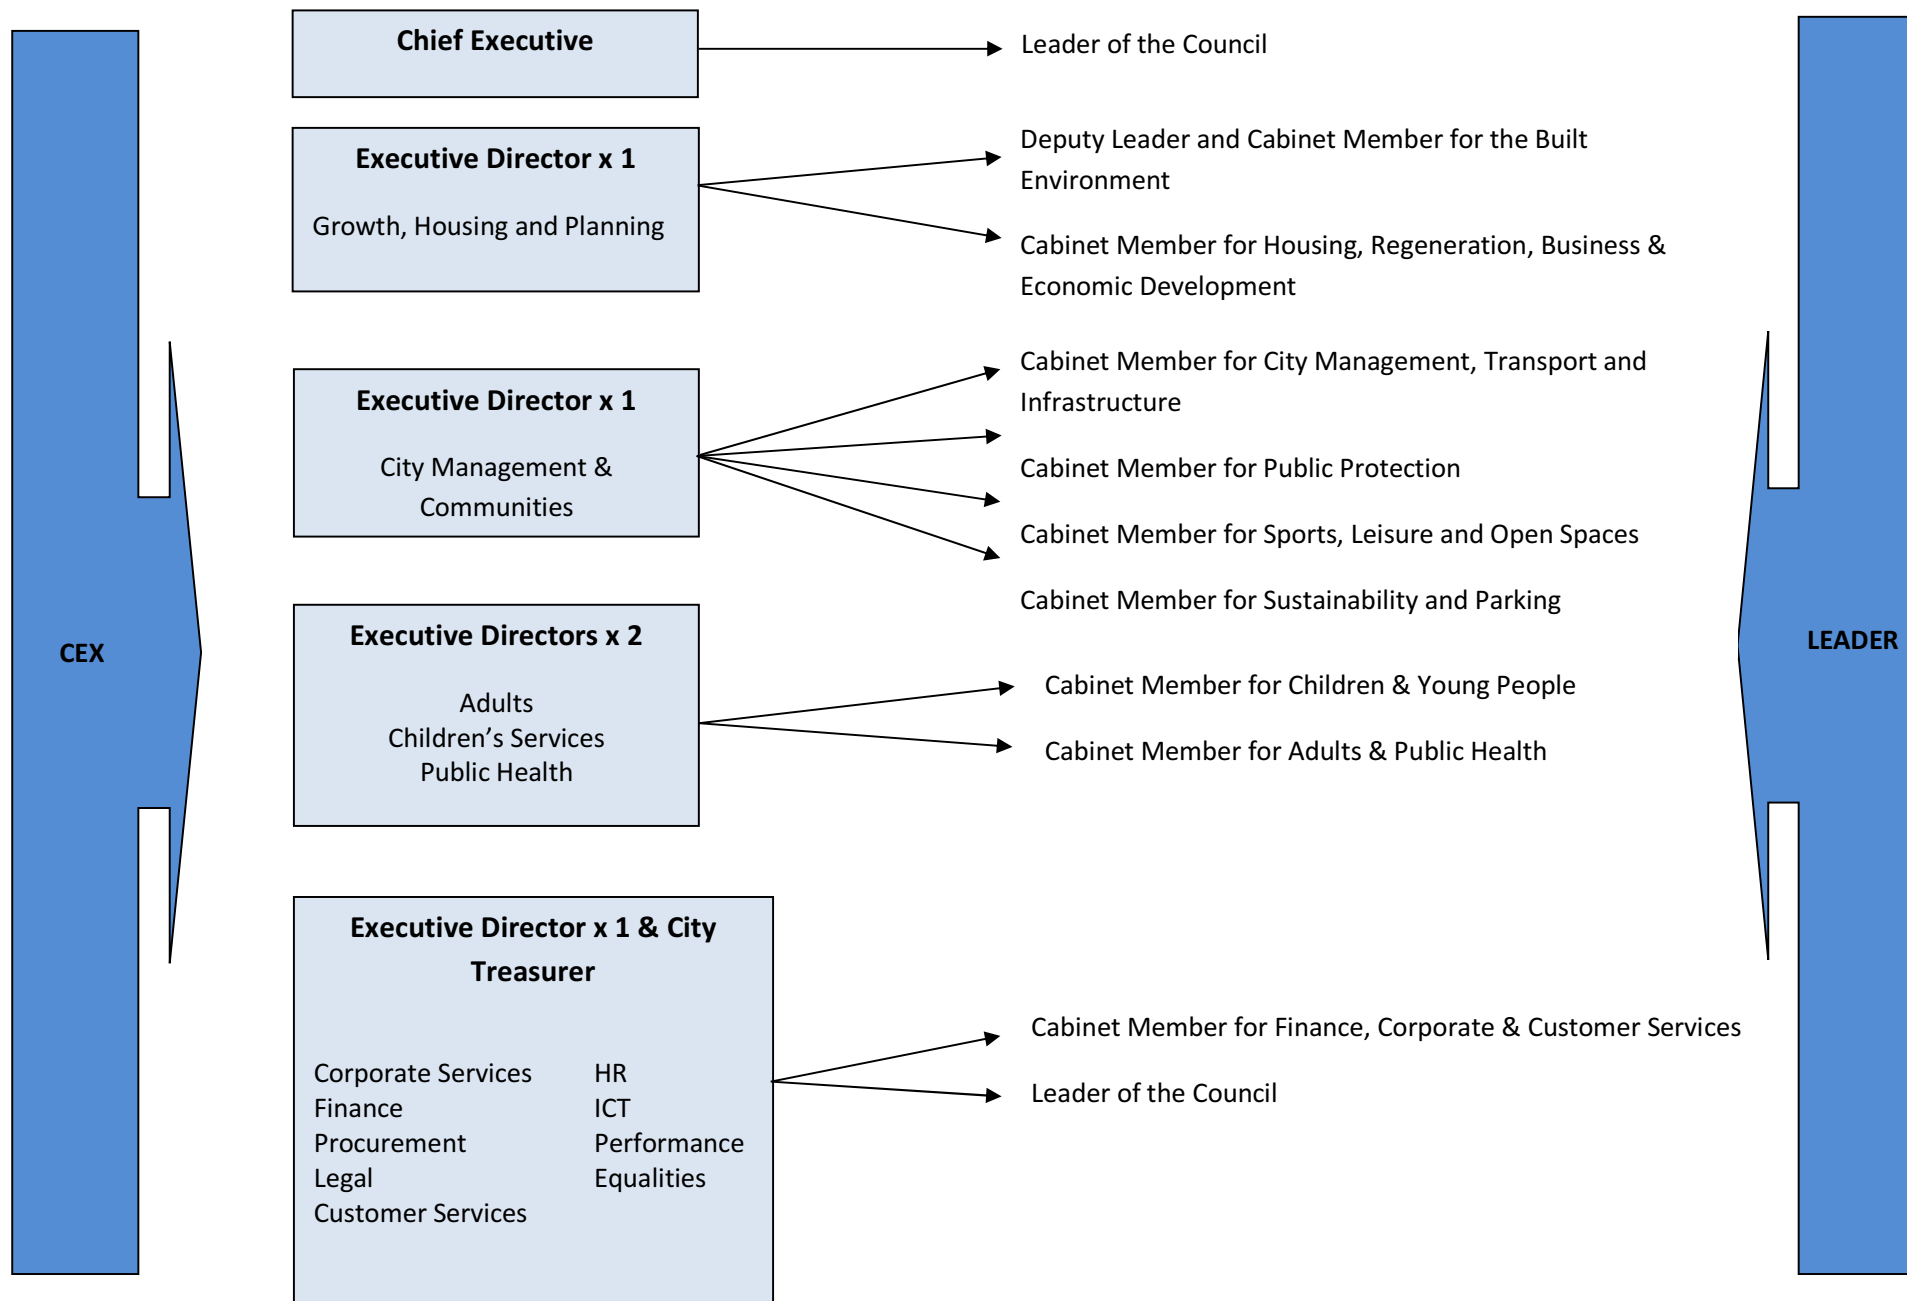 Chief Executive
Leader of the Council
Executive Director x 1
Growth, Housing and Planning
Deputy Leader and Cabinet Member for the Built
Environment
Cabinet Member for Housing, Regeneration, Business &
Economic Development
Executive Director x 1
City Management &
Communities
Cabinet Member for City Management, Transport and
Infrastructure
Cabinet Member for Public Protection
Cabinet Member for Sports, Leisure and Open Spaces
Cabinet Member for Sustainability and Parking
CEX
LEADER
Executive Directors x 2
Adults
Children’s Services
Public Health
Cabinet Member for Children & Young People
Cabinet Member for Adults & Public Health
Executive Director x 1 & City
Treasurer
Corporate Services
Finance
Procurement
Legal
Customer Services
HR
ICT
Performance
Equalities
Cabinet Member for Finance, Corporate & Customer Services
Leader of the Council